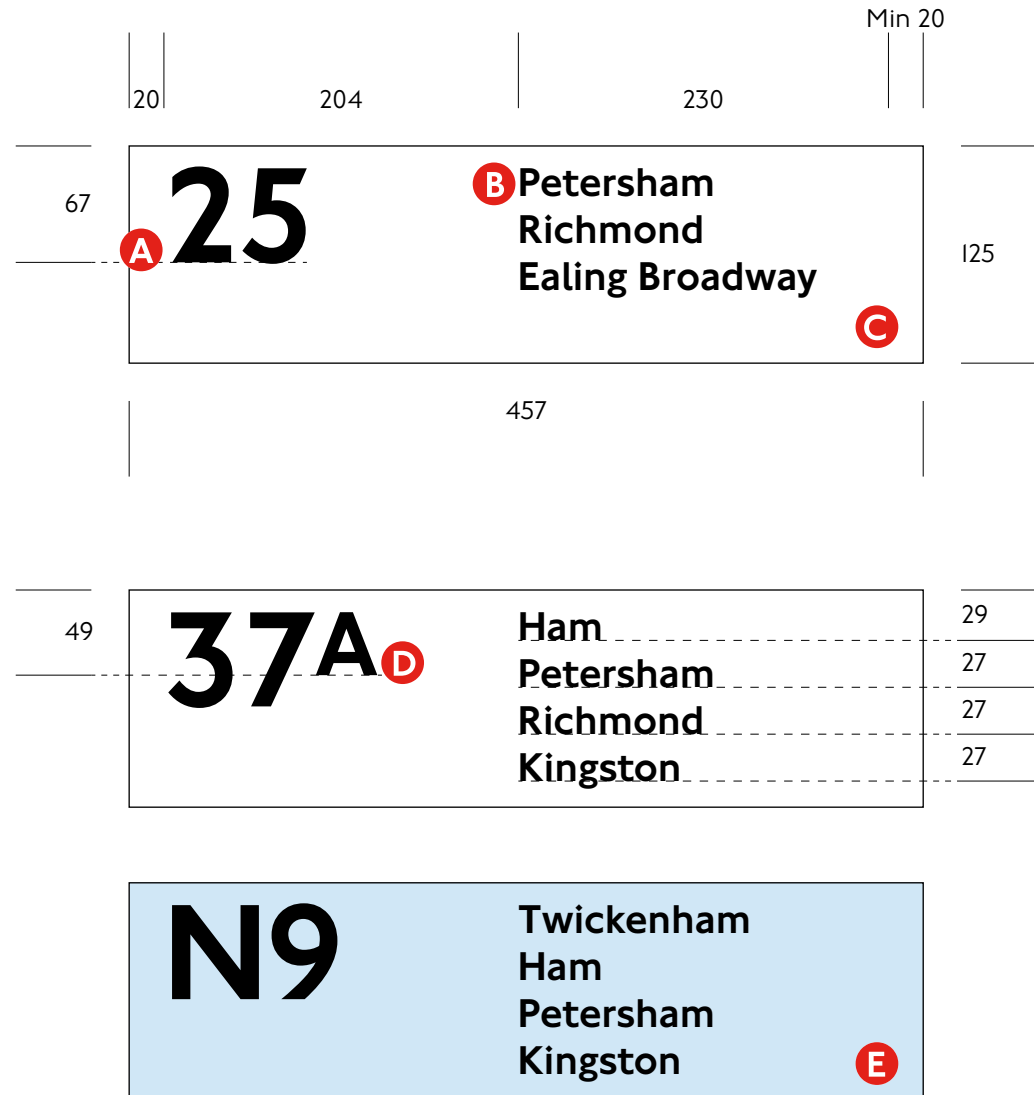 Min 20
20 204 230
67
A 25
B Petersham
Richmond
Ealing Broadway
C
125
457
49
37A D
Ham
Petersham
Richmond
Kingston
29
27
27
27
N9
Twickenham
Ham
Petersham
Kingston
E